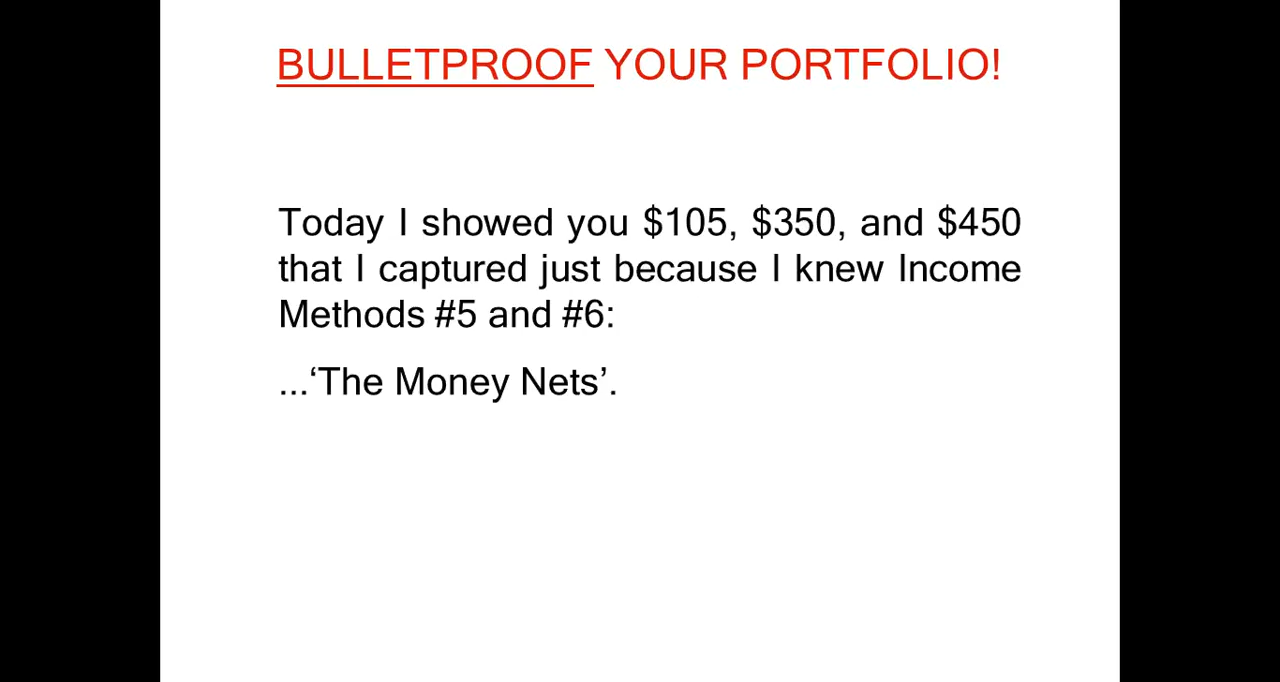 BULLETPROOF YOUR PORTFOLIO!
Today I showed you $105, $350, and $450
that I captured just because I knew Income
Methods #5 and #6:
...‘The Money Nets’.